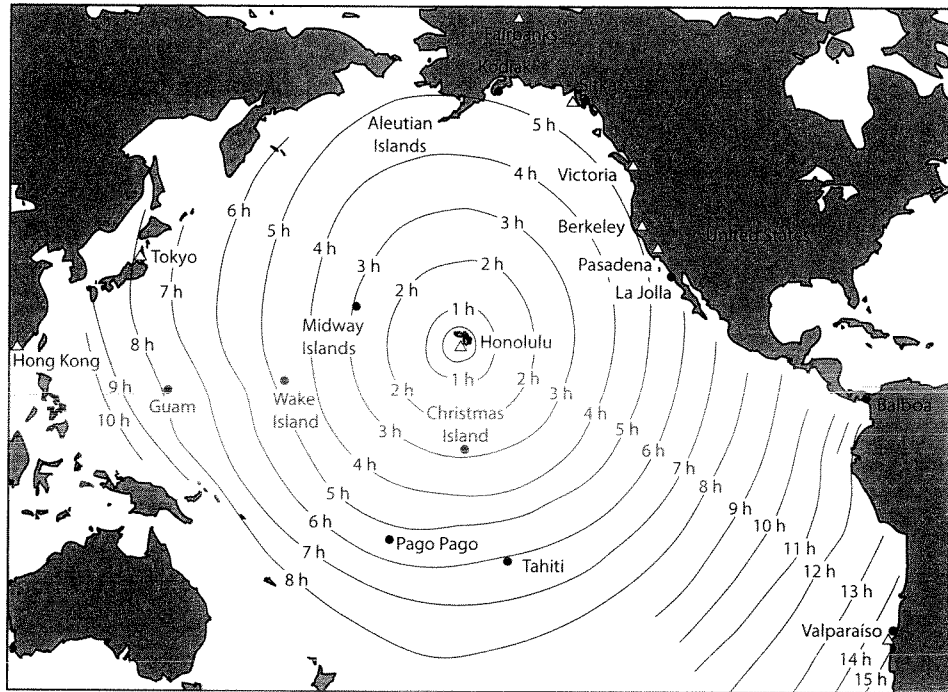 Fairbanks
Kodiak
Aleutian
Islands
5 h
4 h
Victoria
6 h
5 h
4 h
3 h
Berkeley
United States
Tokyo
3 h
2 h
Pasadena
7 h
2 h
La Jolla
1 h
Midway
Islands
Honolulu
8 h
Hong Kong
1 h
2 h
9 h
Guam
Wake
Island
2 h
Christmas
Island
3 h
Balboa
10 h
3 h
4 h
5 h
4 h
6 h
7 h
5 h
8 h
6 h
9 h
10 h
Pago Pago
7 h
11 h
Tahiti
12 h
8 h
13 h
Valparaíso
14 h
15 h